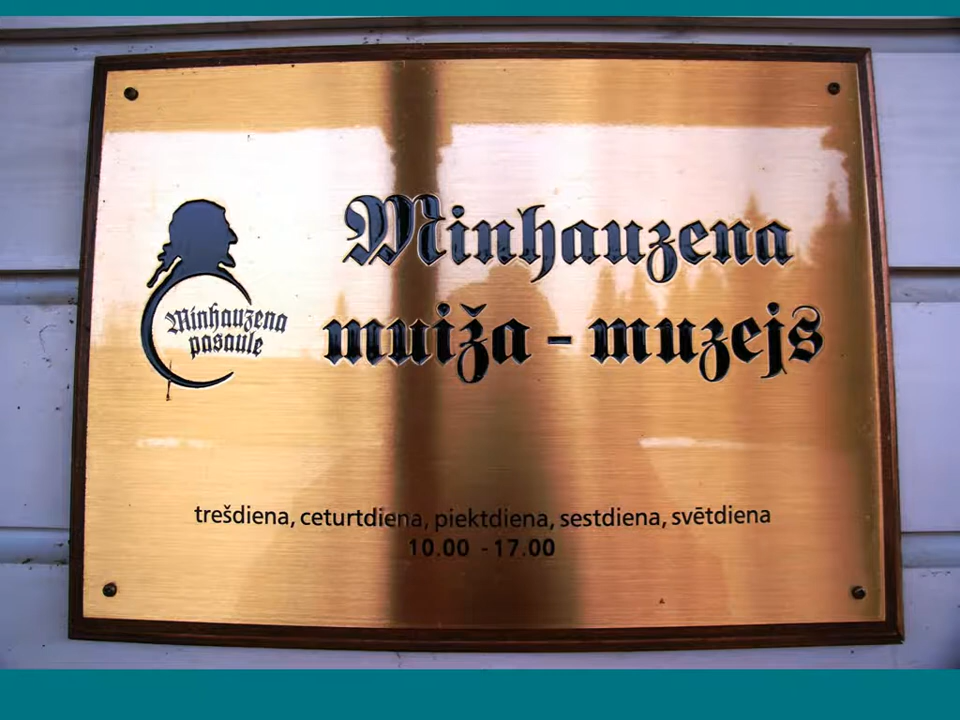 Minhauzena
muiža - muzejs
Minhauzena
pasaule
trešdiena, ceturtdiena, piektdiena, sestdiena, svētdiena
10.00 - 17.00